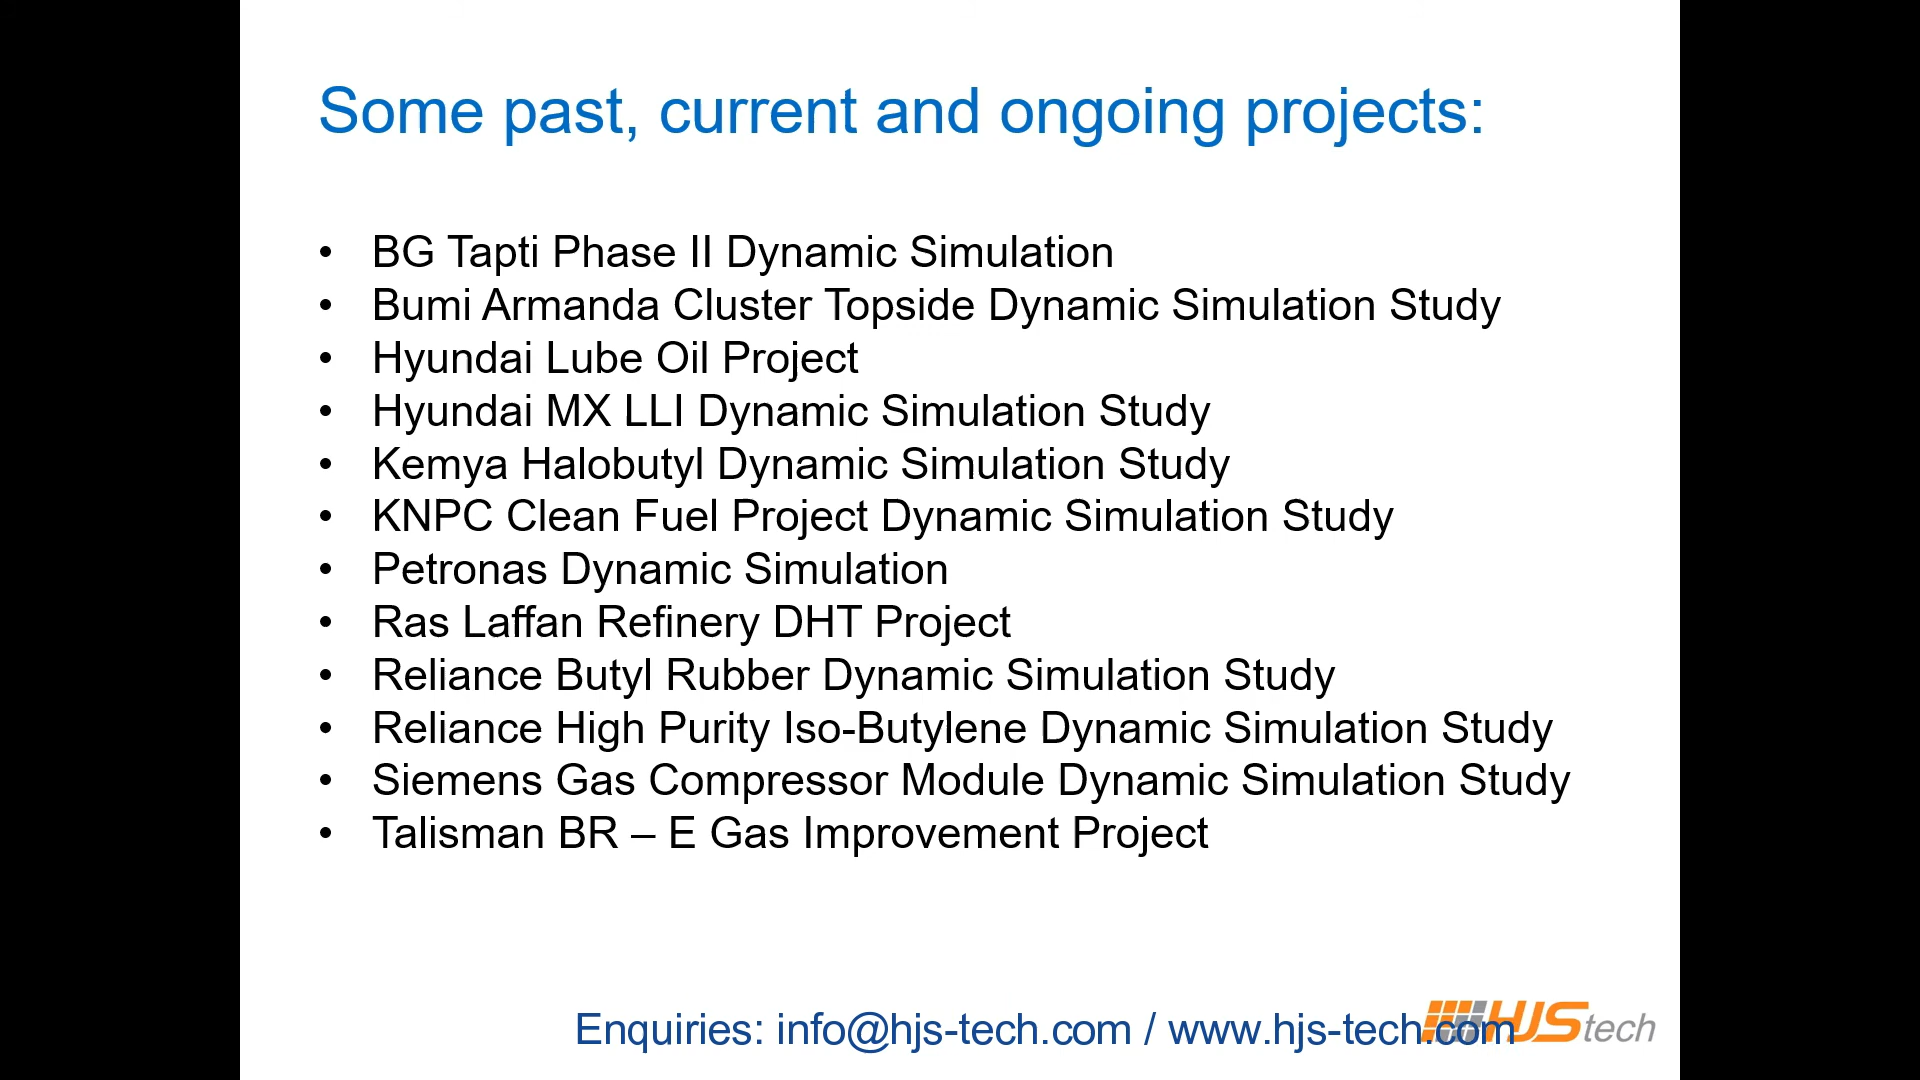 Some past, current and ongoing projects:
• BG Tapti Phase II Dynamic Simulation
• Bumi Armanda Cluster Topside Dynamic Simulation Study
• Hyundai Lube Oil Project
• Hyundai MX LLI Dynamic Simulation Study
• Kemya Halobutyl Dynamic Simulation Study
• KNPC Clean Fuel Project Dynamic Simulation Study
• Petronas Dynamic Simulation
• Ras Laffan Refinery DHT Project
• Reliance Butyl Rubber Dynamic Simulation Study
• Reliance High Purity Iso-Butylene Dynamic Simulation Study
• Siemens Gas Compressor Module Dynamic Simulation Study
• Talisman BR – E Gas Improvement Project
Enquiries: info@hjs-tech.com / www.hjs-tech.com
HJS tech